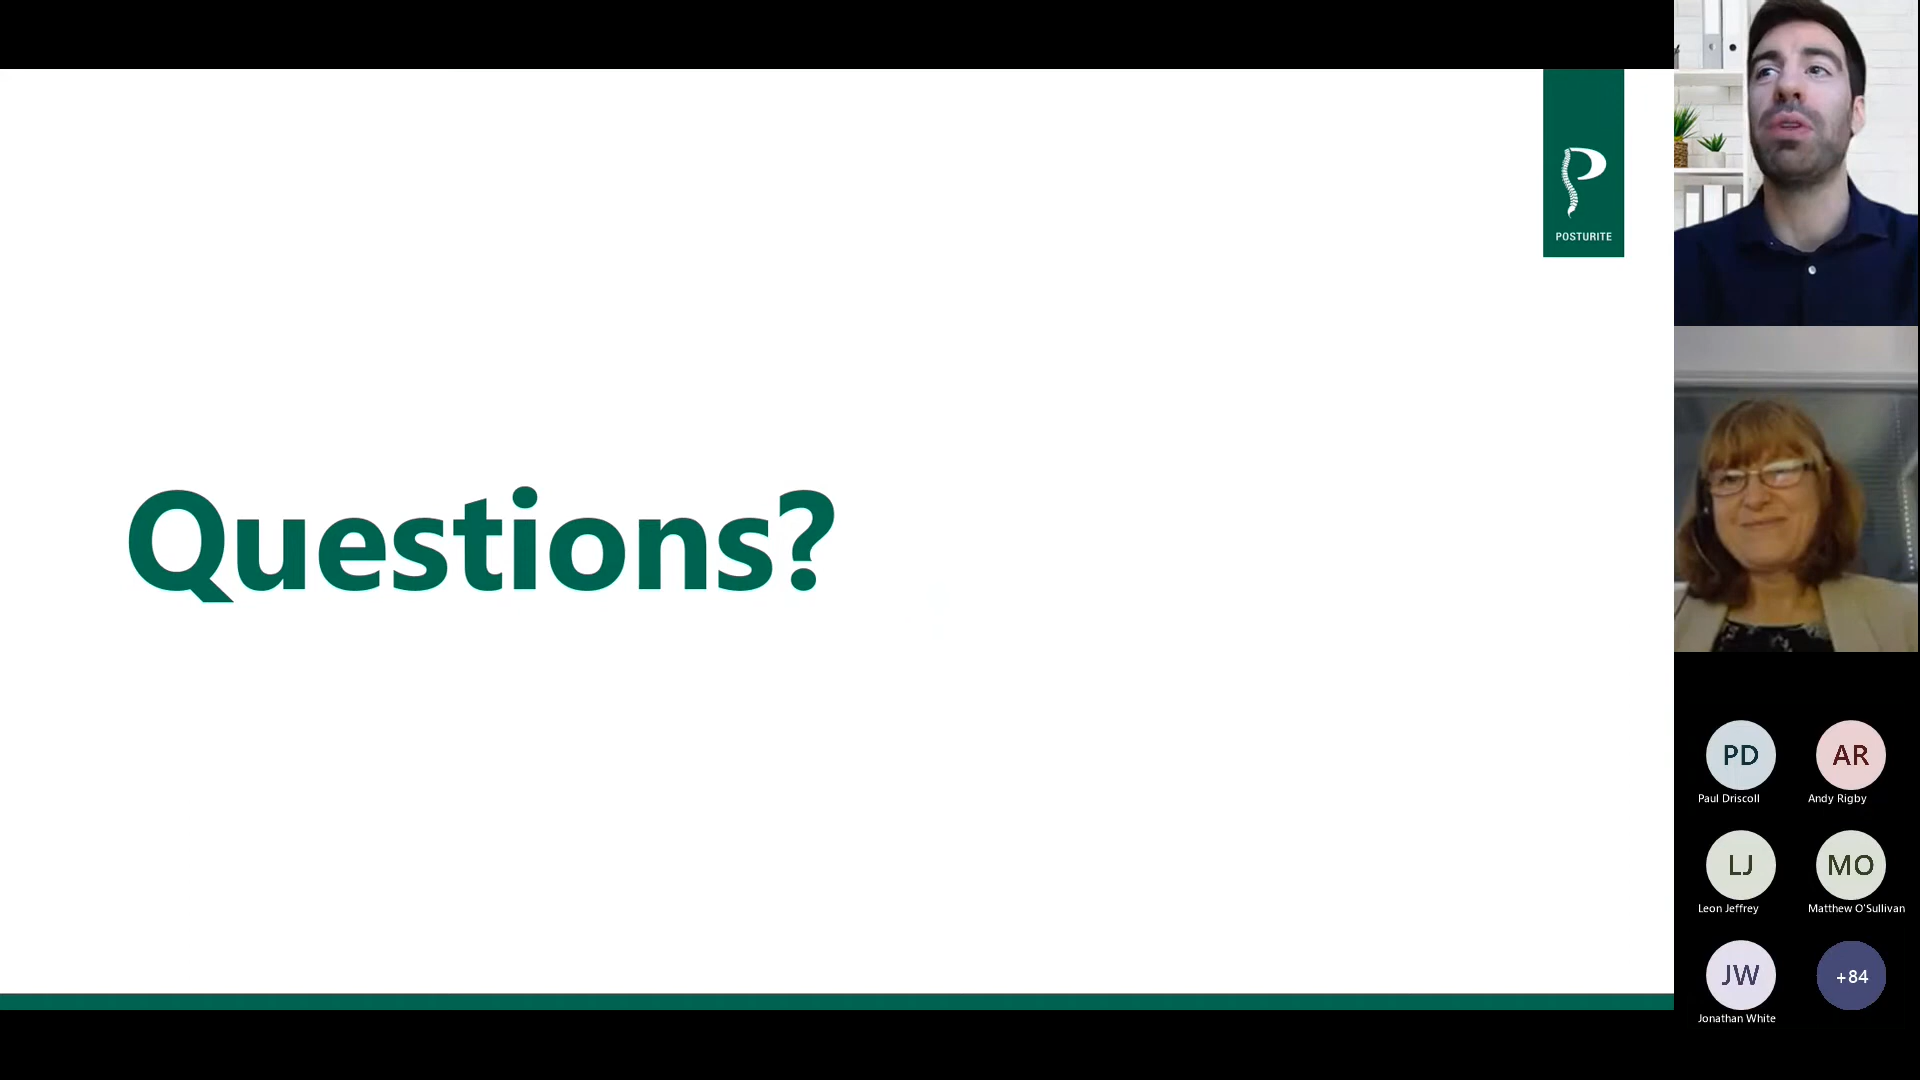 POSTURITE
Questions?
PD
AR
Paul Driscoll
Andy Rigby
LJ
MO
Leon Jeffrey
Matthew O'Sullivan
JW
+84
Jonathan White